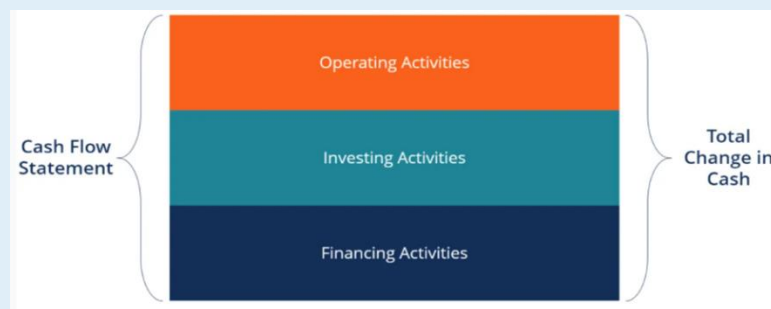 Operating Activities
Cash Flow
Statement
Investing Activities
Total
Change in
Cash
Financing Activities